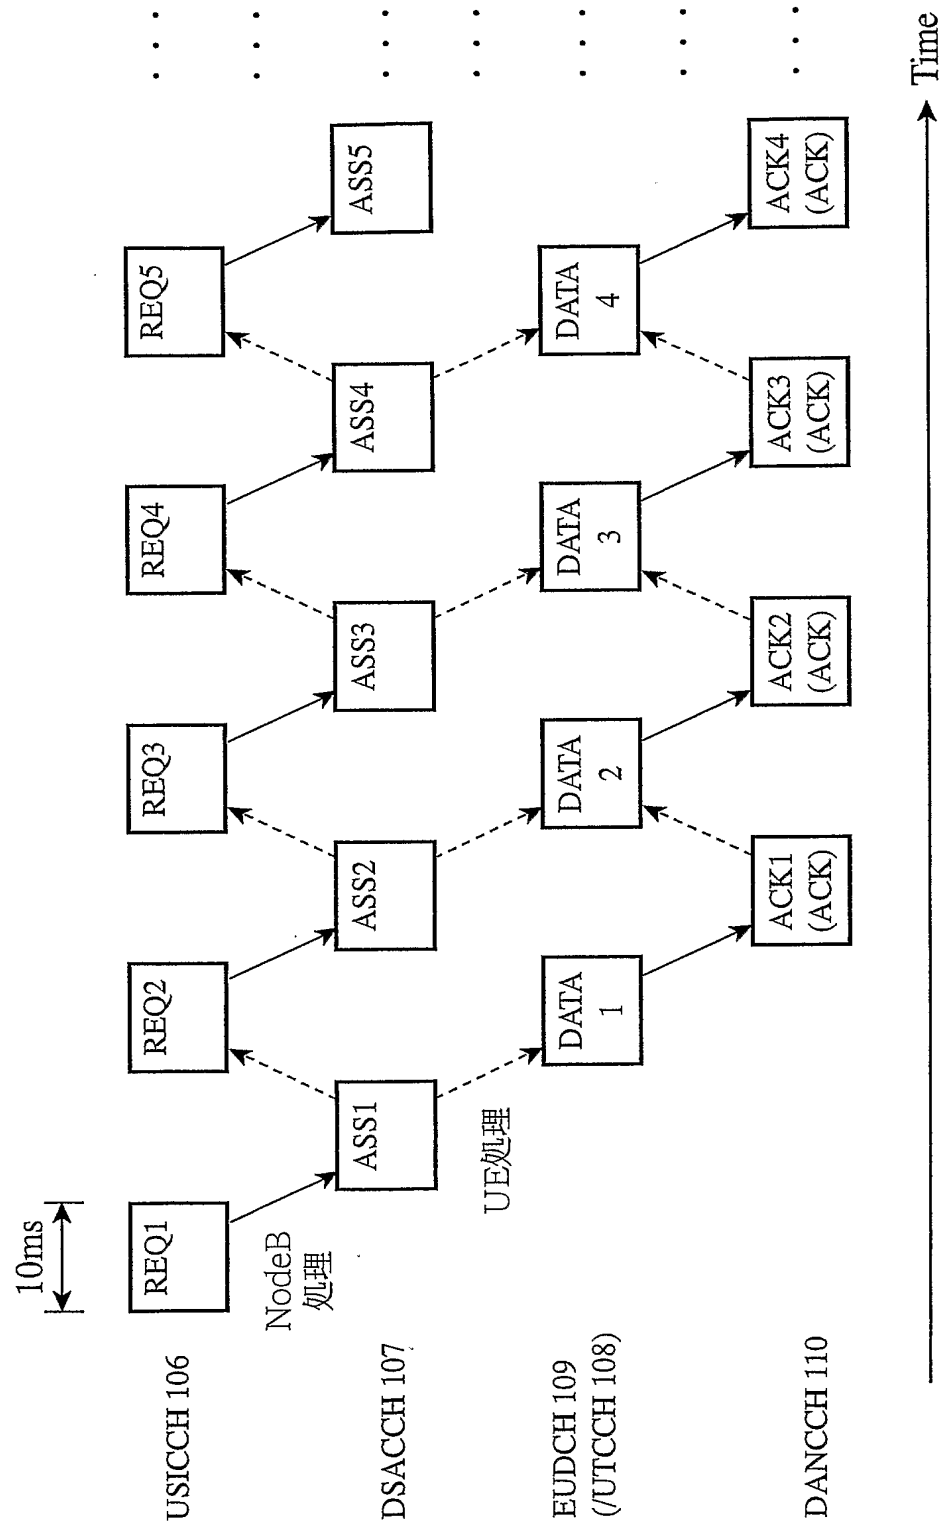 10ms
USICCH 106
REQ1
REQ2
REQ3
REQ4
REQ5
NodeB
処理
DSACCH 107
ASS1
ASS2
ASS3
ASS4
ASS5
UE処理
EUDCH 109
(/UTCCH 108)
DATA
1
DATA
2
DATA
3
DATA
4
DANCCH 110
ACK1
(ACK)
ACK2
(ACK)
ACK3
(ACK)
ACK4
(ACK)
Time